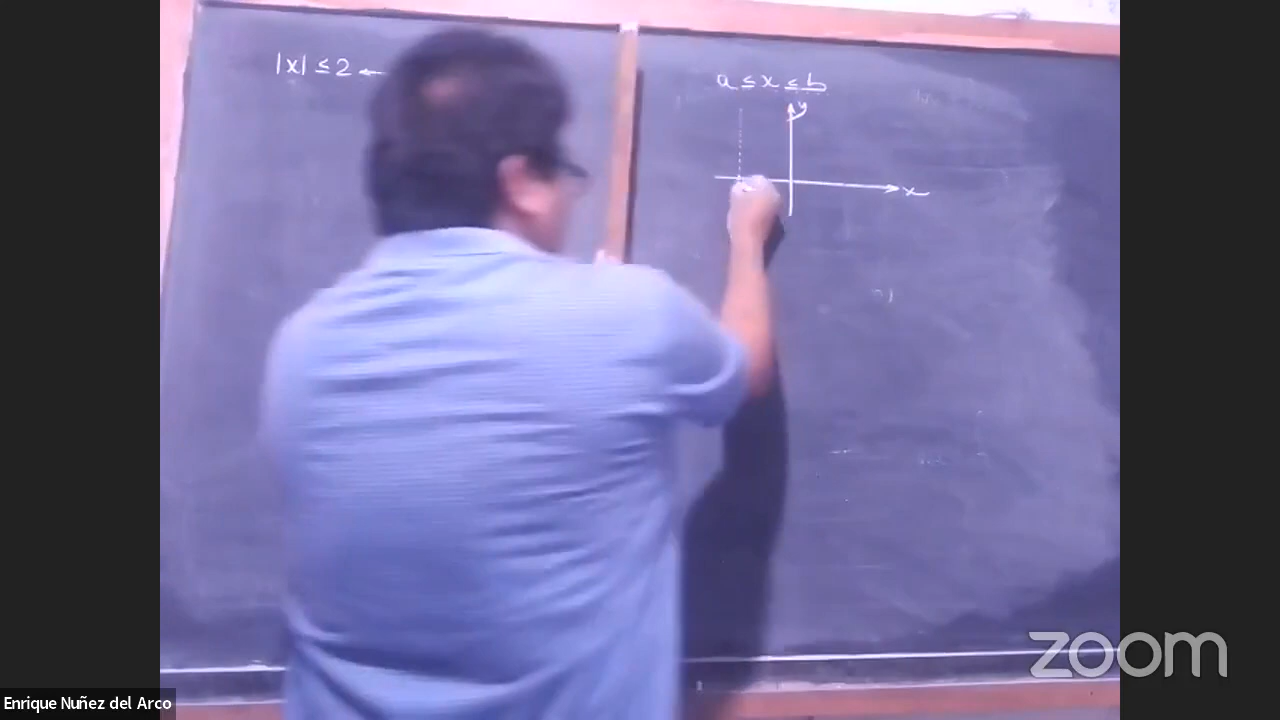 |x| ≤ 2 ←
a ≤ x ≤ b
y
x
zoom
Enrique Nuñez del Arco